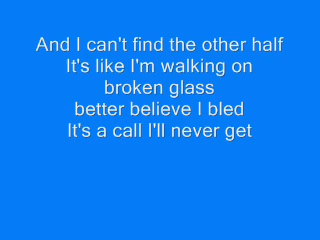 And I can't find the other half
It's like I'm walking on
broken glass
better believe I bled
It's a call I'll never get